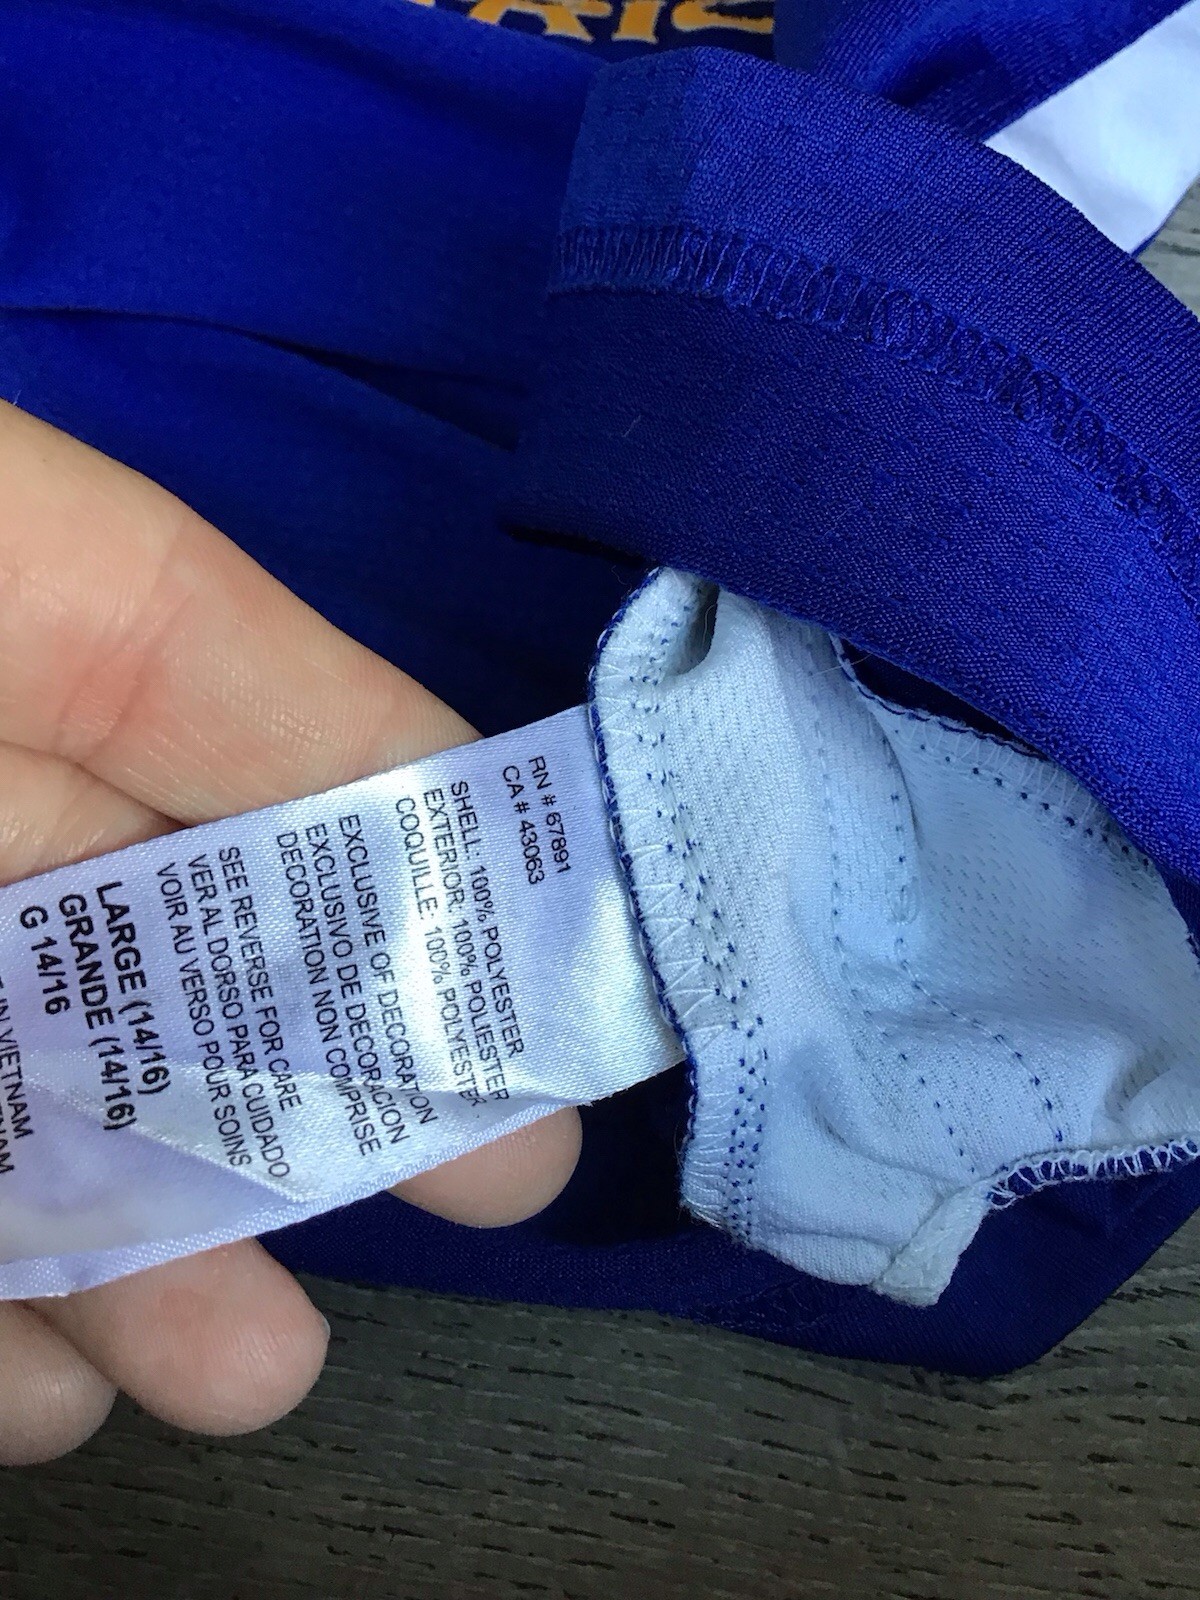 RN # 67891
CA # 43063
SHELL: 100% POLYESTER
EXTERIOR: 100% POLIESTER
COQUILLE: 100% POLYESTER
EXCLUSIVE OF DECORATION
EXCLUSIVO DE DECORACION
DECORATION NON COMPRISE
SEE REVERSE FOR CARE
VER AL DORSO PARA CUIDADO
VOIR AU VERSO POUR SOINS
LARGE (14/16)
GRANDE (14/16)
G 14/16
IN VIETNAM